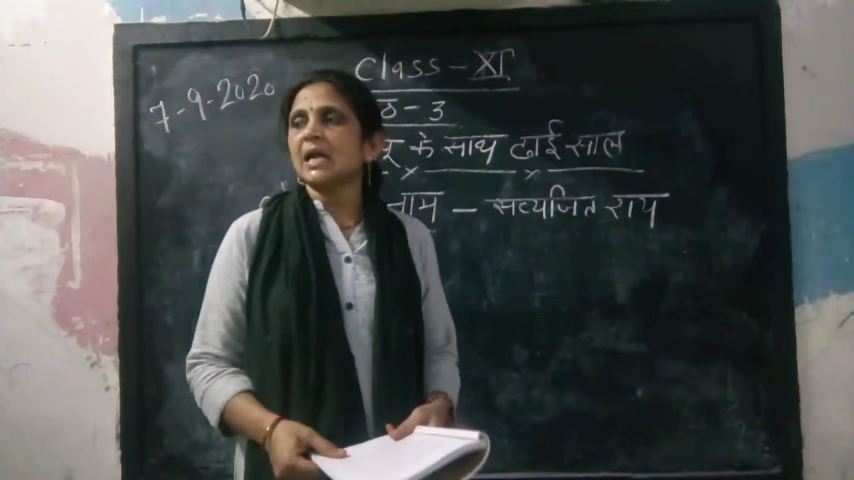 Class - XI
7-9-2020
ठ - 3
के साथ ढाई साल
नाम - सत्यजित राय